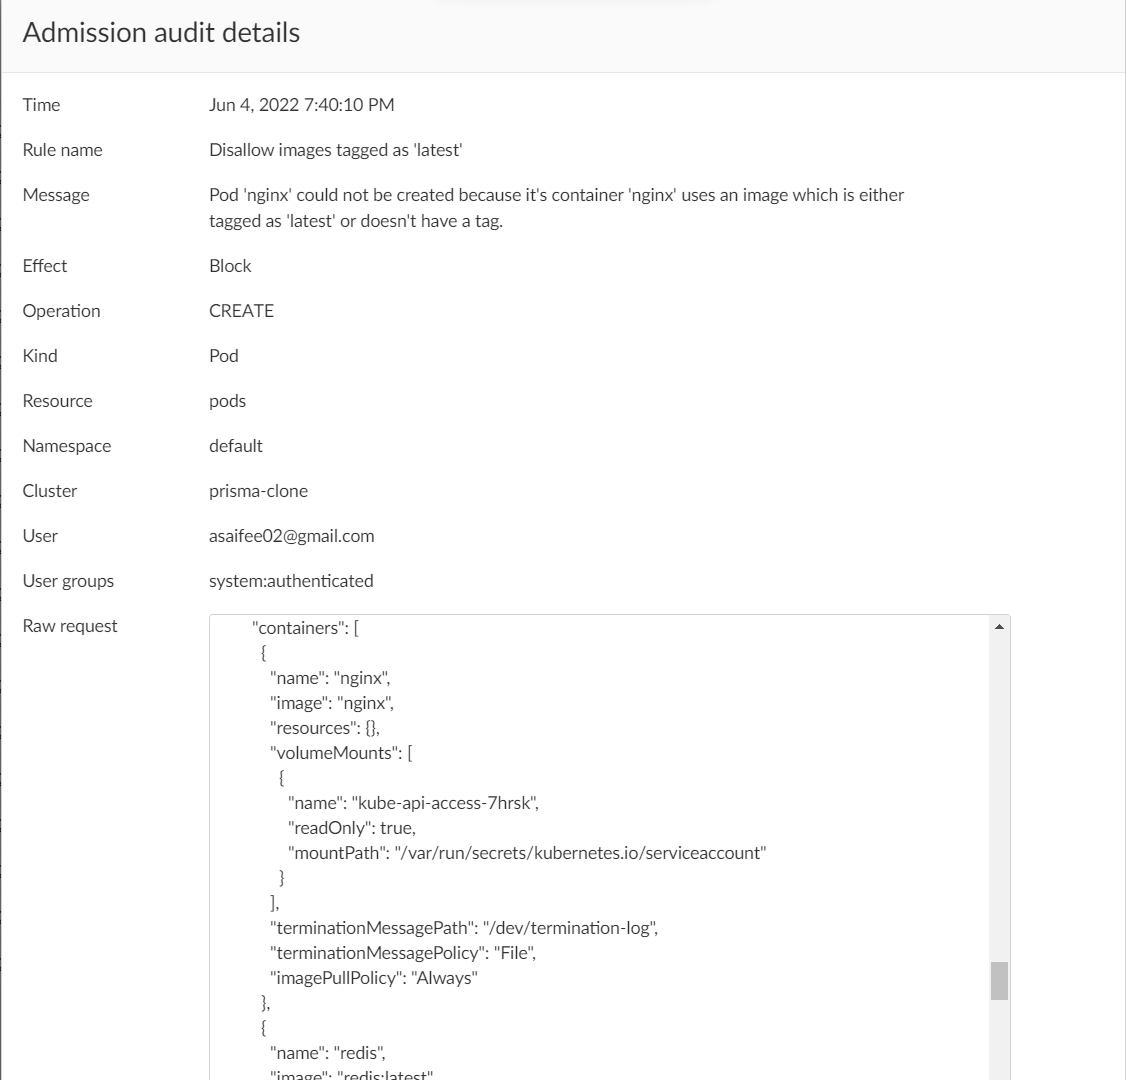 Admission audit details
Time Jun 4, 2022 7:40:10 PM
Rule name Disallow images tagged as 'latest'
Message Pod 'nginx' could not be created because it's container 'nginx' uses an image which is either
tagged as 'latest' or doesn't have a tag.
Effect Block
Operation CREATE
Kind Pod
Resource pods
Namespace default
Cluster prisma-clone
User asaifee02@gmail.com
User groups system:authenticated
Raw request "containers": [
{
"name": "nginx",
"image": "nginx",
"resources": {},
"volumeMounts": [
{
"name": "kube-api-access-7hrsk",
"readOnly": true,
"mountPath": "/var/run/secrets/kubernetes.io/serviceaccount"
}
],
"terminationMessagePath": "/dev/termination-log",
"terminationMessagePolicy": "File",
"imagePullPolicy": "Always"
},
{
"name": "redis",
"image": "redis:latest"